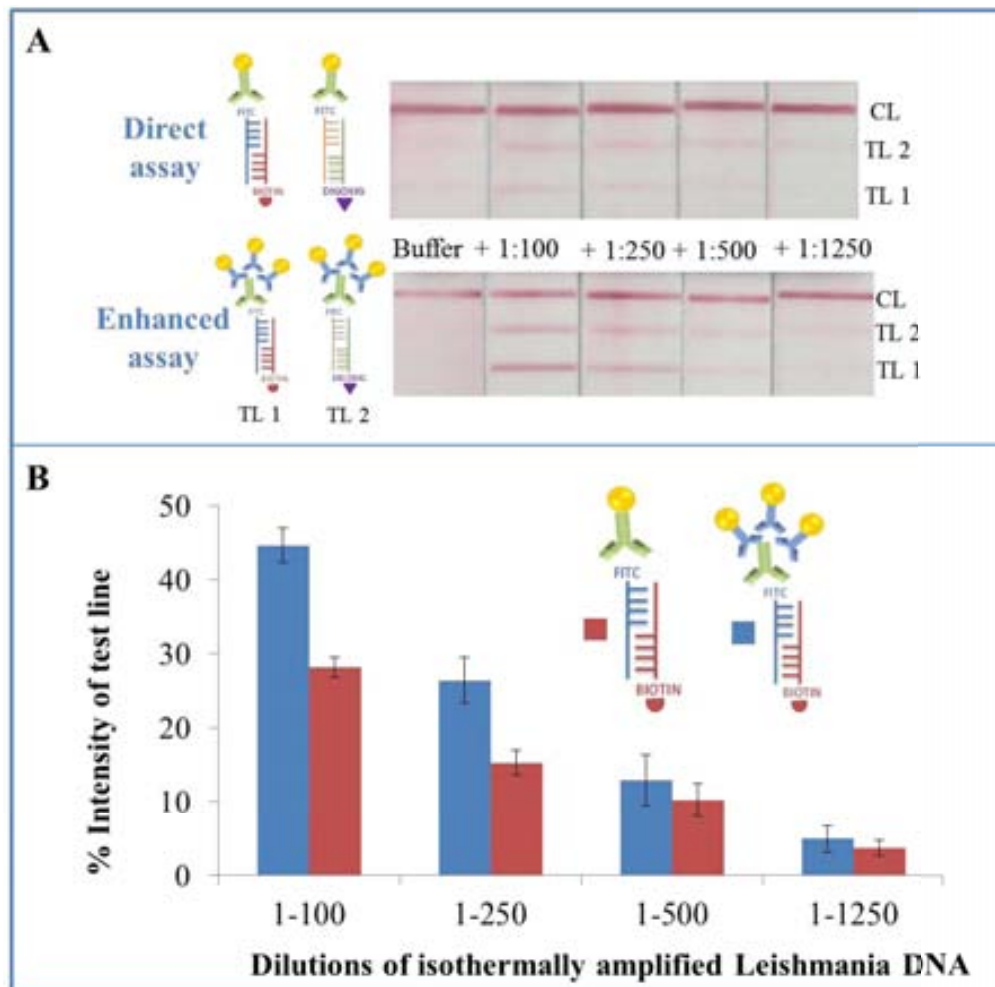 A
Direct
assay
FITC
FITC
BIOTIN
CL
TL 2
TL 1
Buffer + 1:100 + 1:250 + 1:500 + 1:1250
Enhanced
assay
FITC
FITC
BIOTIN
TL 1 TL 2
CL
TL 2
TL 1
B
% Intensity of test line
50
40
30
20
10
0
FITC
BIOTIN
FITC
BIOTIN
1-100 1-250 1-500 1-1250
Dilutions of isothermally amplified Leishmania DNA